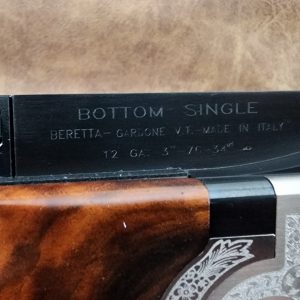 BOTTOM SINGLE
BERETTA - GARDONE V.T. - MADE IN ITALY
12 GA. 3" 76 - 34"